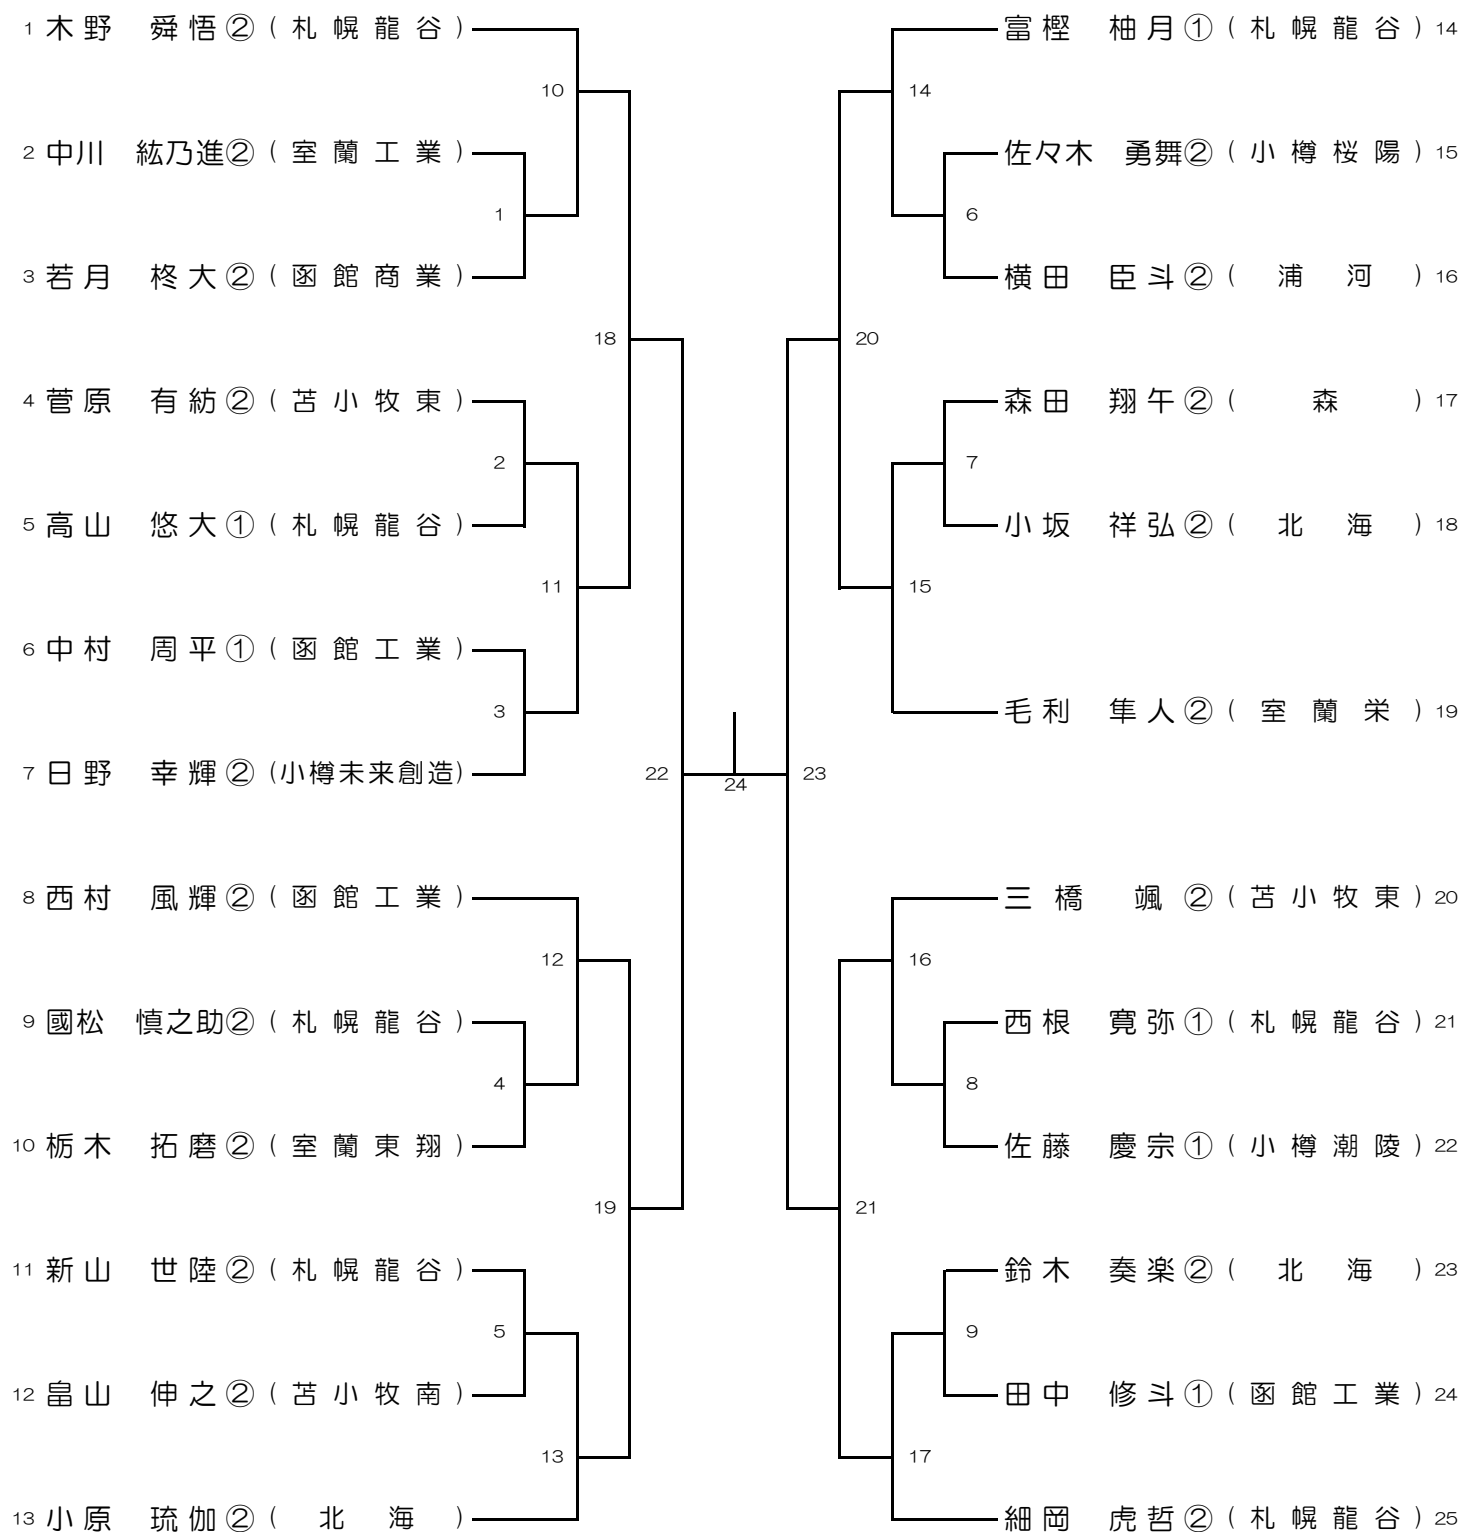 1 木野 舜悟② (札幌龍谷)
10
2 中川 紘乃進② (室蘭工業)
1
3 若月 柊大② (函館商業)
18
4 菅原 有紡② (苫小牧東)
2
5 高山 悠大① (札幌龍谷)
11
6 中村 周平① (函館工業)
3
7 日野 幸輝② (小樽未来創造)
22
8 西村 風輝② (函館工業)
12
9 國松 慎之助② (札幌龍谷)
4
10 栃木 拓磨② (室蘭東翔)
19
11 新山 世陸② (札幌龍谷)
5
12 畠山 伸之② (苫小牧南)
13
13 小原 琉伽② (北海)
24
富樫 柚月① (札幌龍谷) 14
14
佐々木 勇舞② (小樽桜陽) 15
6
横田 臣斗② (浦河) 16
20
森田 翔午② (森) 17
7
小坂 祥弘② (北海) 18
15
毛利 隼人② (室蘭栄) 19
23
三橋 颯② (苫小牧東) 20
16
西根 寛弥① (札幌龍谷) 21
8
佐藤 慶宗① (小樽潮陵) 22
21
鈴木 奏楽② (北海) 23
9
田中 修斗① (函館工業) 24
17
細岡 虎哲② (札幌龍谷) 25